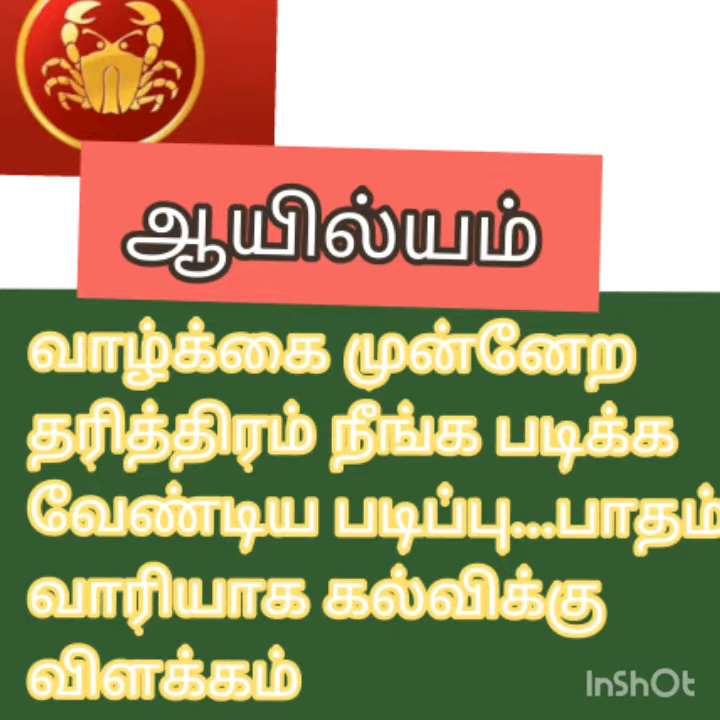 ஆயில்யம்
வாழ்க்கை முன்னேற
தரித்திரம் நீங்க படிக்க
வேண்டிய படிப்பு...பாதம்
வாரியாக கல்விக்கு
விளக்கம்
InShOt